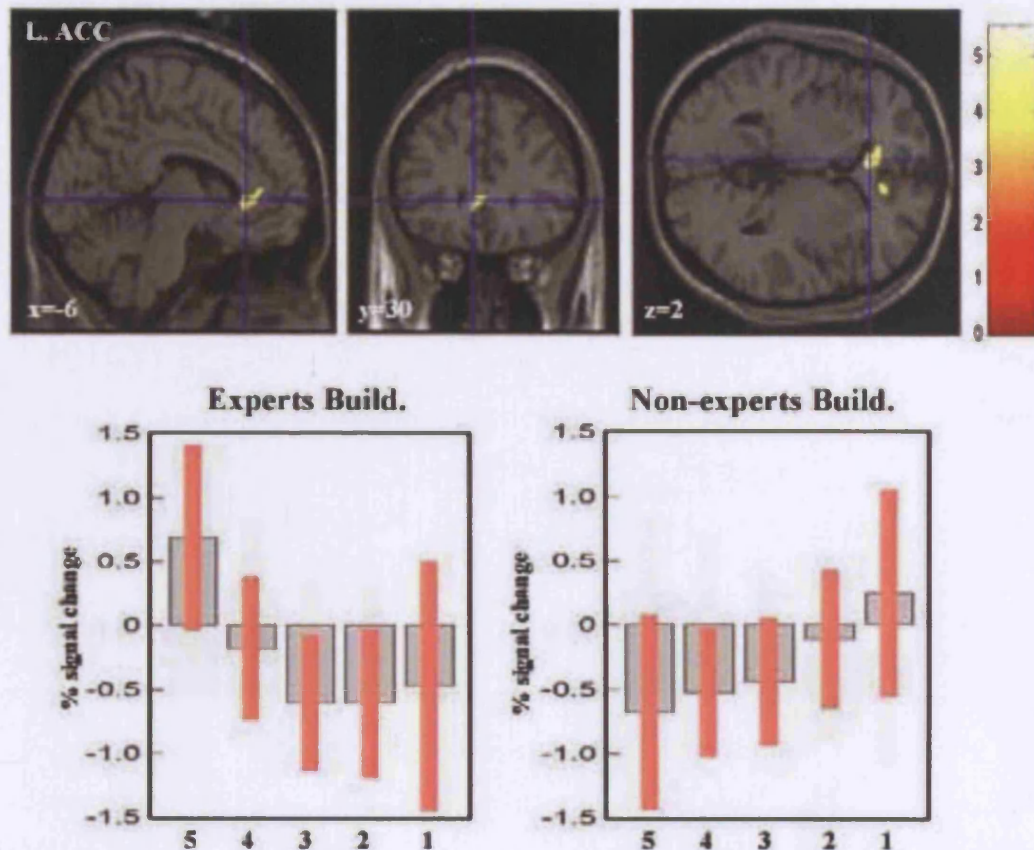 L. ACC
x=-6
y=30
z=2
5
4
3
2
1
0
Experts Build.
% signal change
1.5
1.0
0.5
0
-0.5
-1.0
-1.5
5 4 3 2 1
Non-experts Build.
% signal change
1.5
1.0
0.5
0
-0.5
-1.0
-1.5
5 4 3 2 1